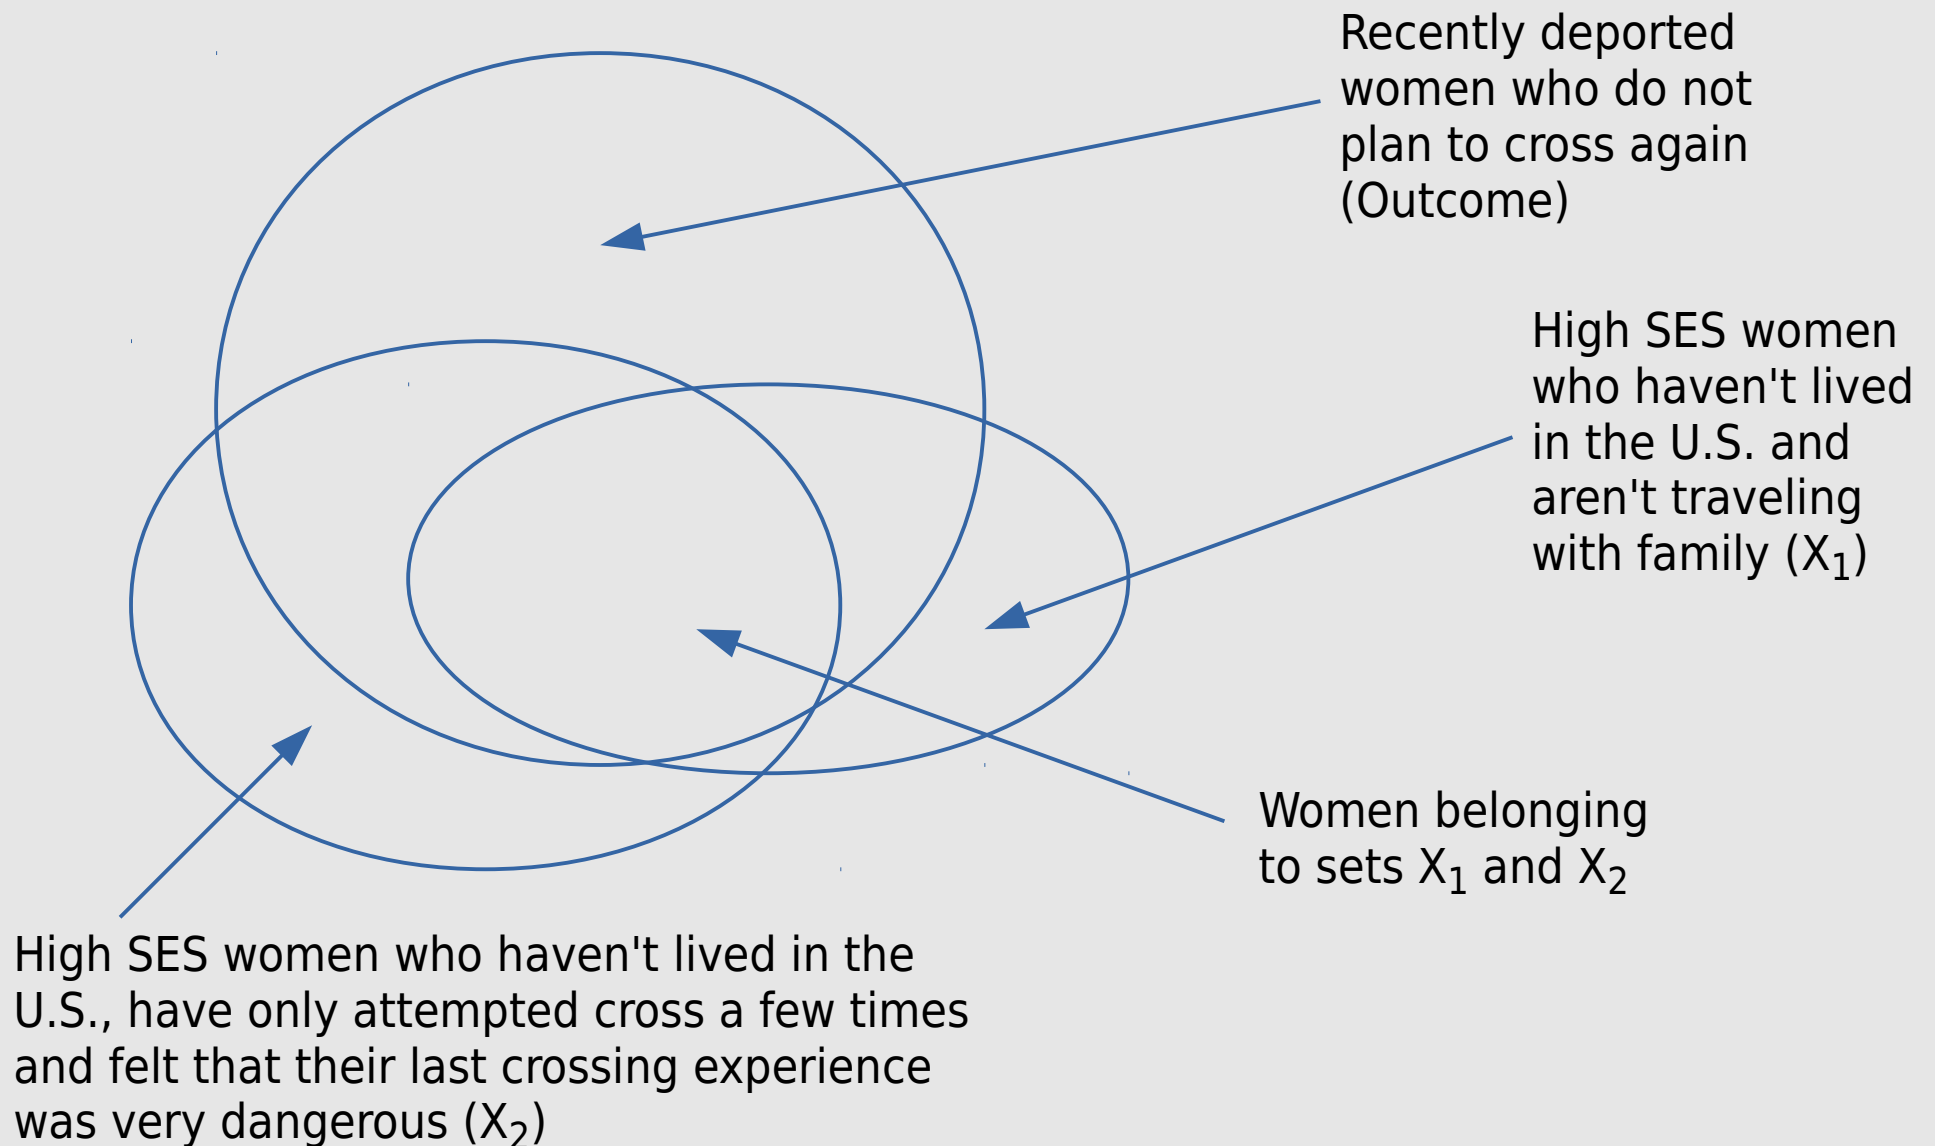 Recently deported
women who do not
plan to cross again
(Outcome)
High SES women
who haven't lived
in the U.S. and
aren't traveling
with family (X₁)
Women belonging
to sets X₁ and X₂
High SES women who haven't lived in the
U.S., have only attempted cross a few times
and felt that their last crossing experience
was very dangerous (X₂)